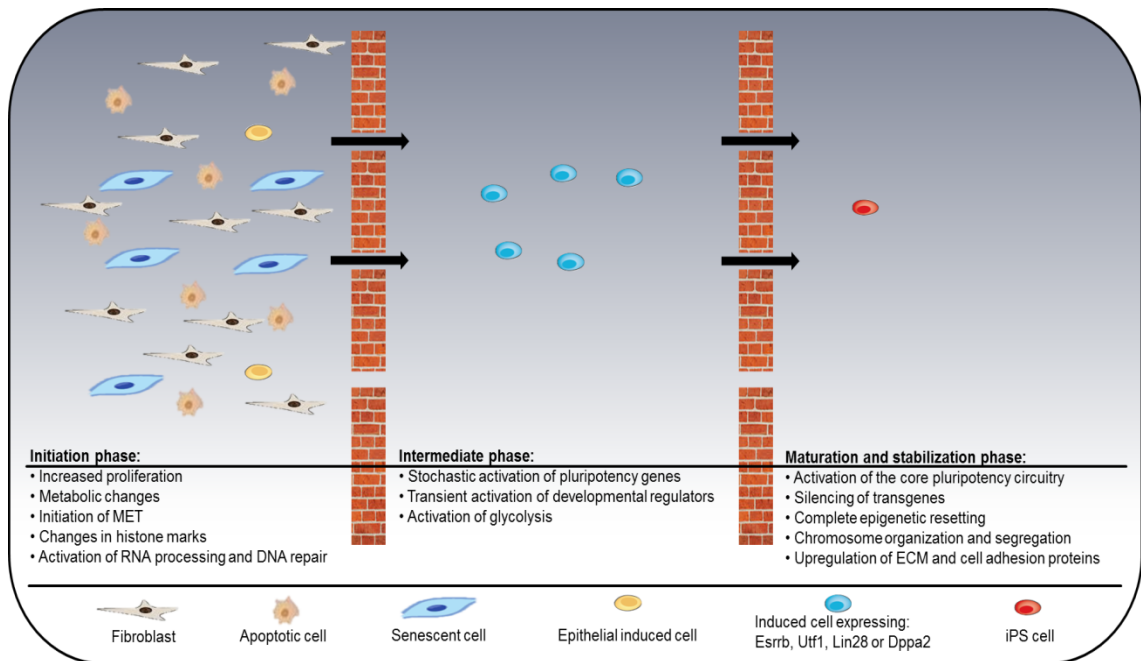 Initiation phase:
• Increased proliferation
• Metabolic changes
• Initiation of MET
• Changes in histone marks
• Activation of RNA processing and DNA repair
Intermediate phase:
• Stochastic activation of pluripotency genes
• Transient activation of developmental regulators
• Activation of glycolysis
Maturation and stabilization phase:
• Activation of the core pluripotency circuitry
• Silencing of transgenes
• Complete epigenetic resetting
• Chromosome organization and segregation
• Upregulation of ECM and cell adhesion proteins
Fibroblast
Apoptotic cell
Senescent cell
Epithelial induced cell
Induced cell expressing:
Esrrb, Utf1, Lin28 or Dppa2
iPS cell